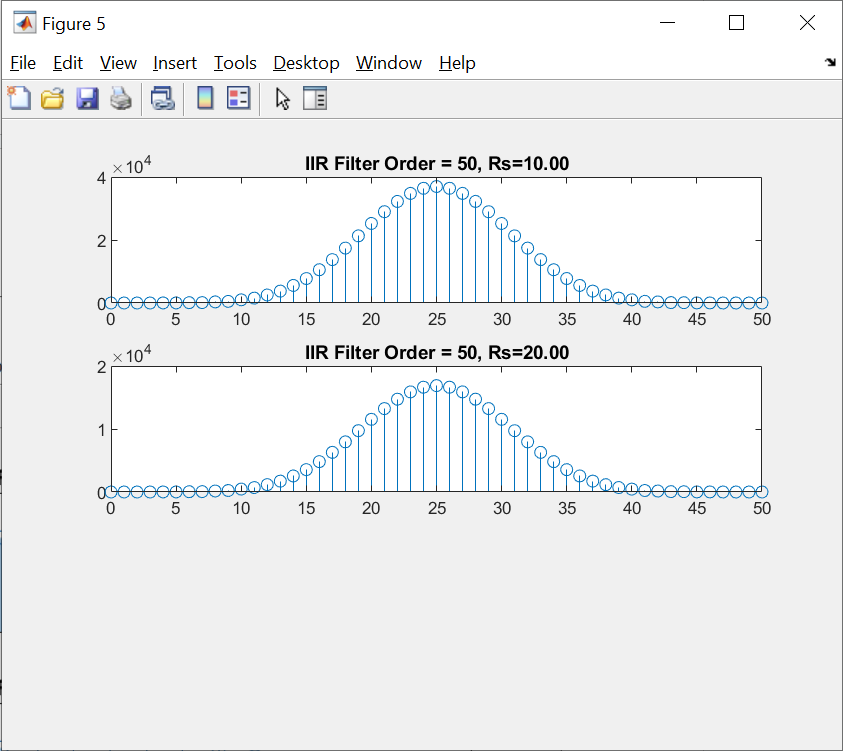 Figure 5
File Edit View Insert Tools Desktop Window Help
×10⁴
IIR Filter Order = 50, Rs=10.00
4
2
0
0 5 10 15 20 25 30 35 40 45 50
×10⁴
IIR Filter Order = 50, Rs=20.00
2
1
0
0 5 10 15 20 25 30 35 40 45 50